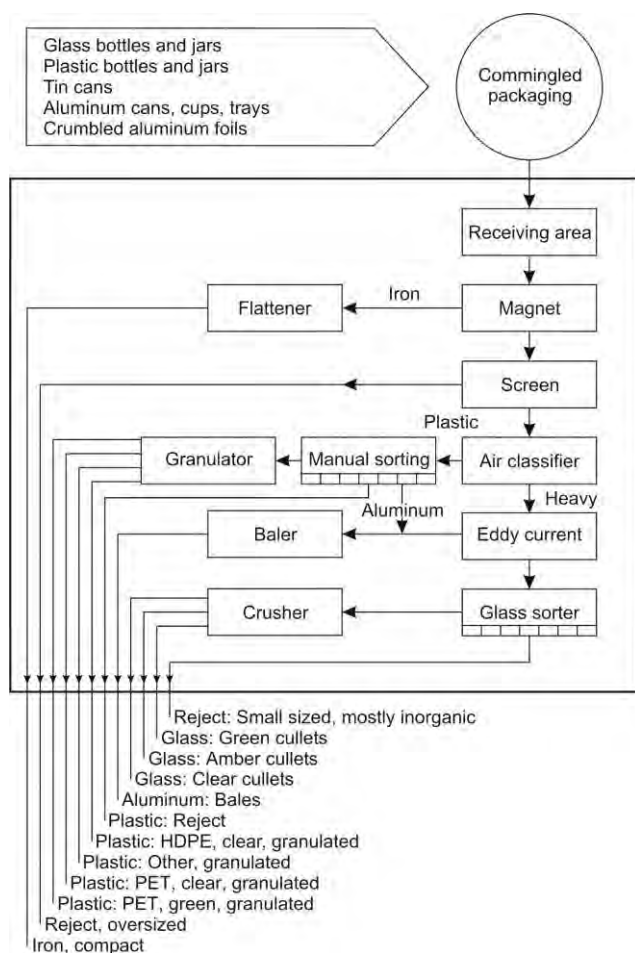 Glass bottles and jars
Plastic bottles and jars
Tin cans
Aluminum cans, cups, trays
Crumbled aluminum foils
Commingled
packaging
Receiving area
Flattener
Iron
Magnet
Screen
Plastic
Granulator
Manual sorting
Air classifier
Aluminum
Heavy
Baler
Eddy current
Crusher
Glass sorter
Reject: Small sized, mostly inorganic
Glass: Green cullets
Glass: Amber cullets
Glass: Clear cullets
Aluminum: Bales
Plastic: Reject
Plastic: HDPE, clear, granulated
Plastic: Other, granulated
Plastic: PET, clear, granulated
Plastic: PET, green, granulated
Reject, oversized
Iron, compact